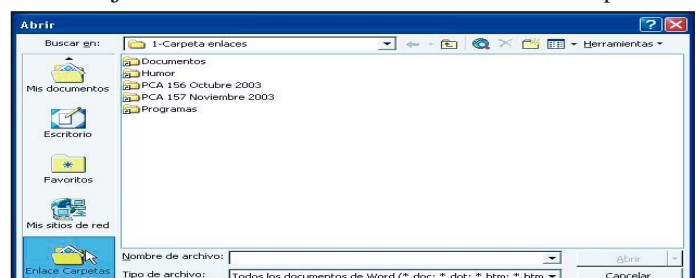 Abrir
Buscar en: 1-Carpeta enlaces Herramientas
Mis documentos
Escritorio
Favoritos
Mis sitios de red
Enlace Carpetas
Documentos
Humor
PCA 156 Octubre 2003
PCA 157 Noviembre 2003
Programas
Nombre de archivo: Abrir
Tipo de archivo: Todos los documentos de Word (*.doc; *.dot; *.htm; *.htm Cancelar